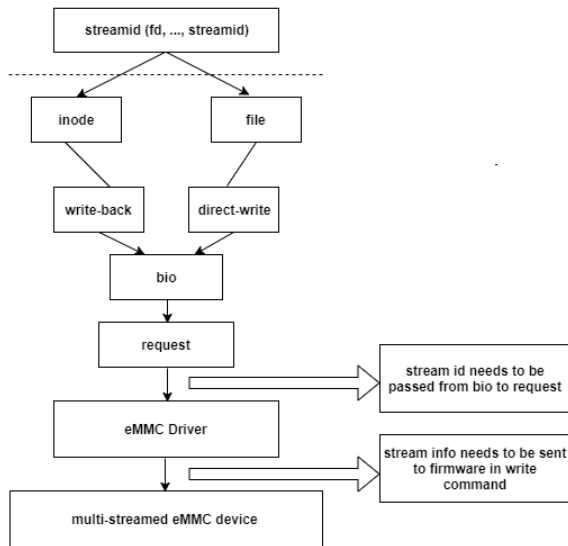 streamid (fd, ..., streamid)
inode
file
write-back
direct-write
bio
request
stream id needs to be
passed from bio to request
eMMC Driver
stream info needs to be sent
to firmware in write
command
multi-streamed eMMC device